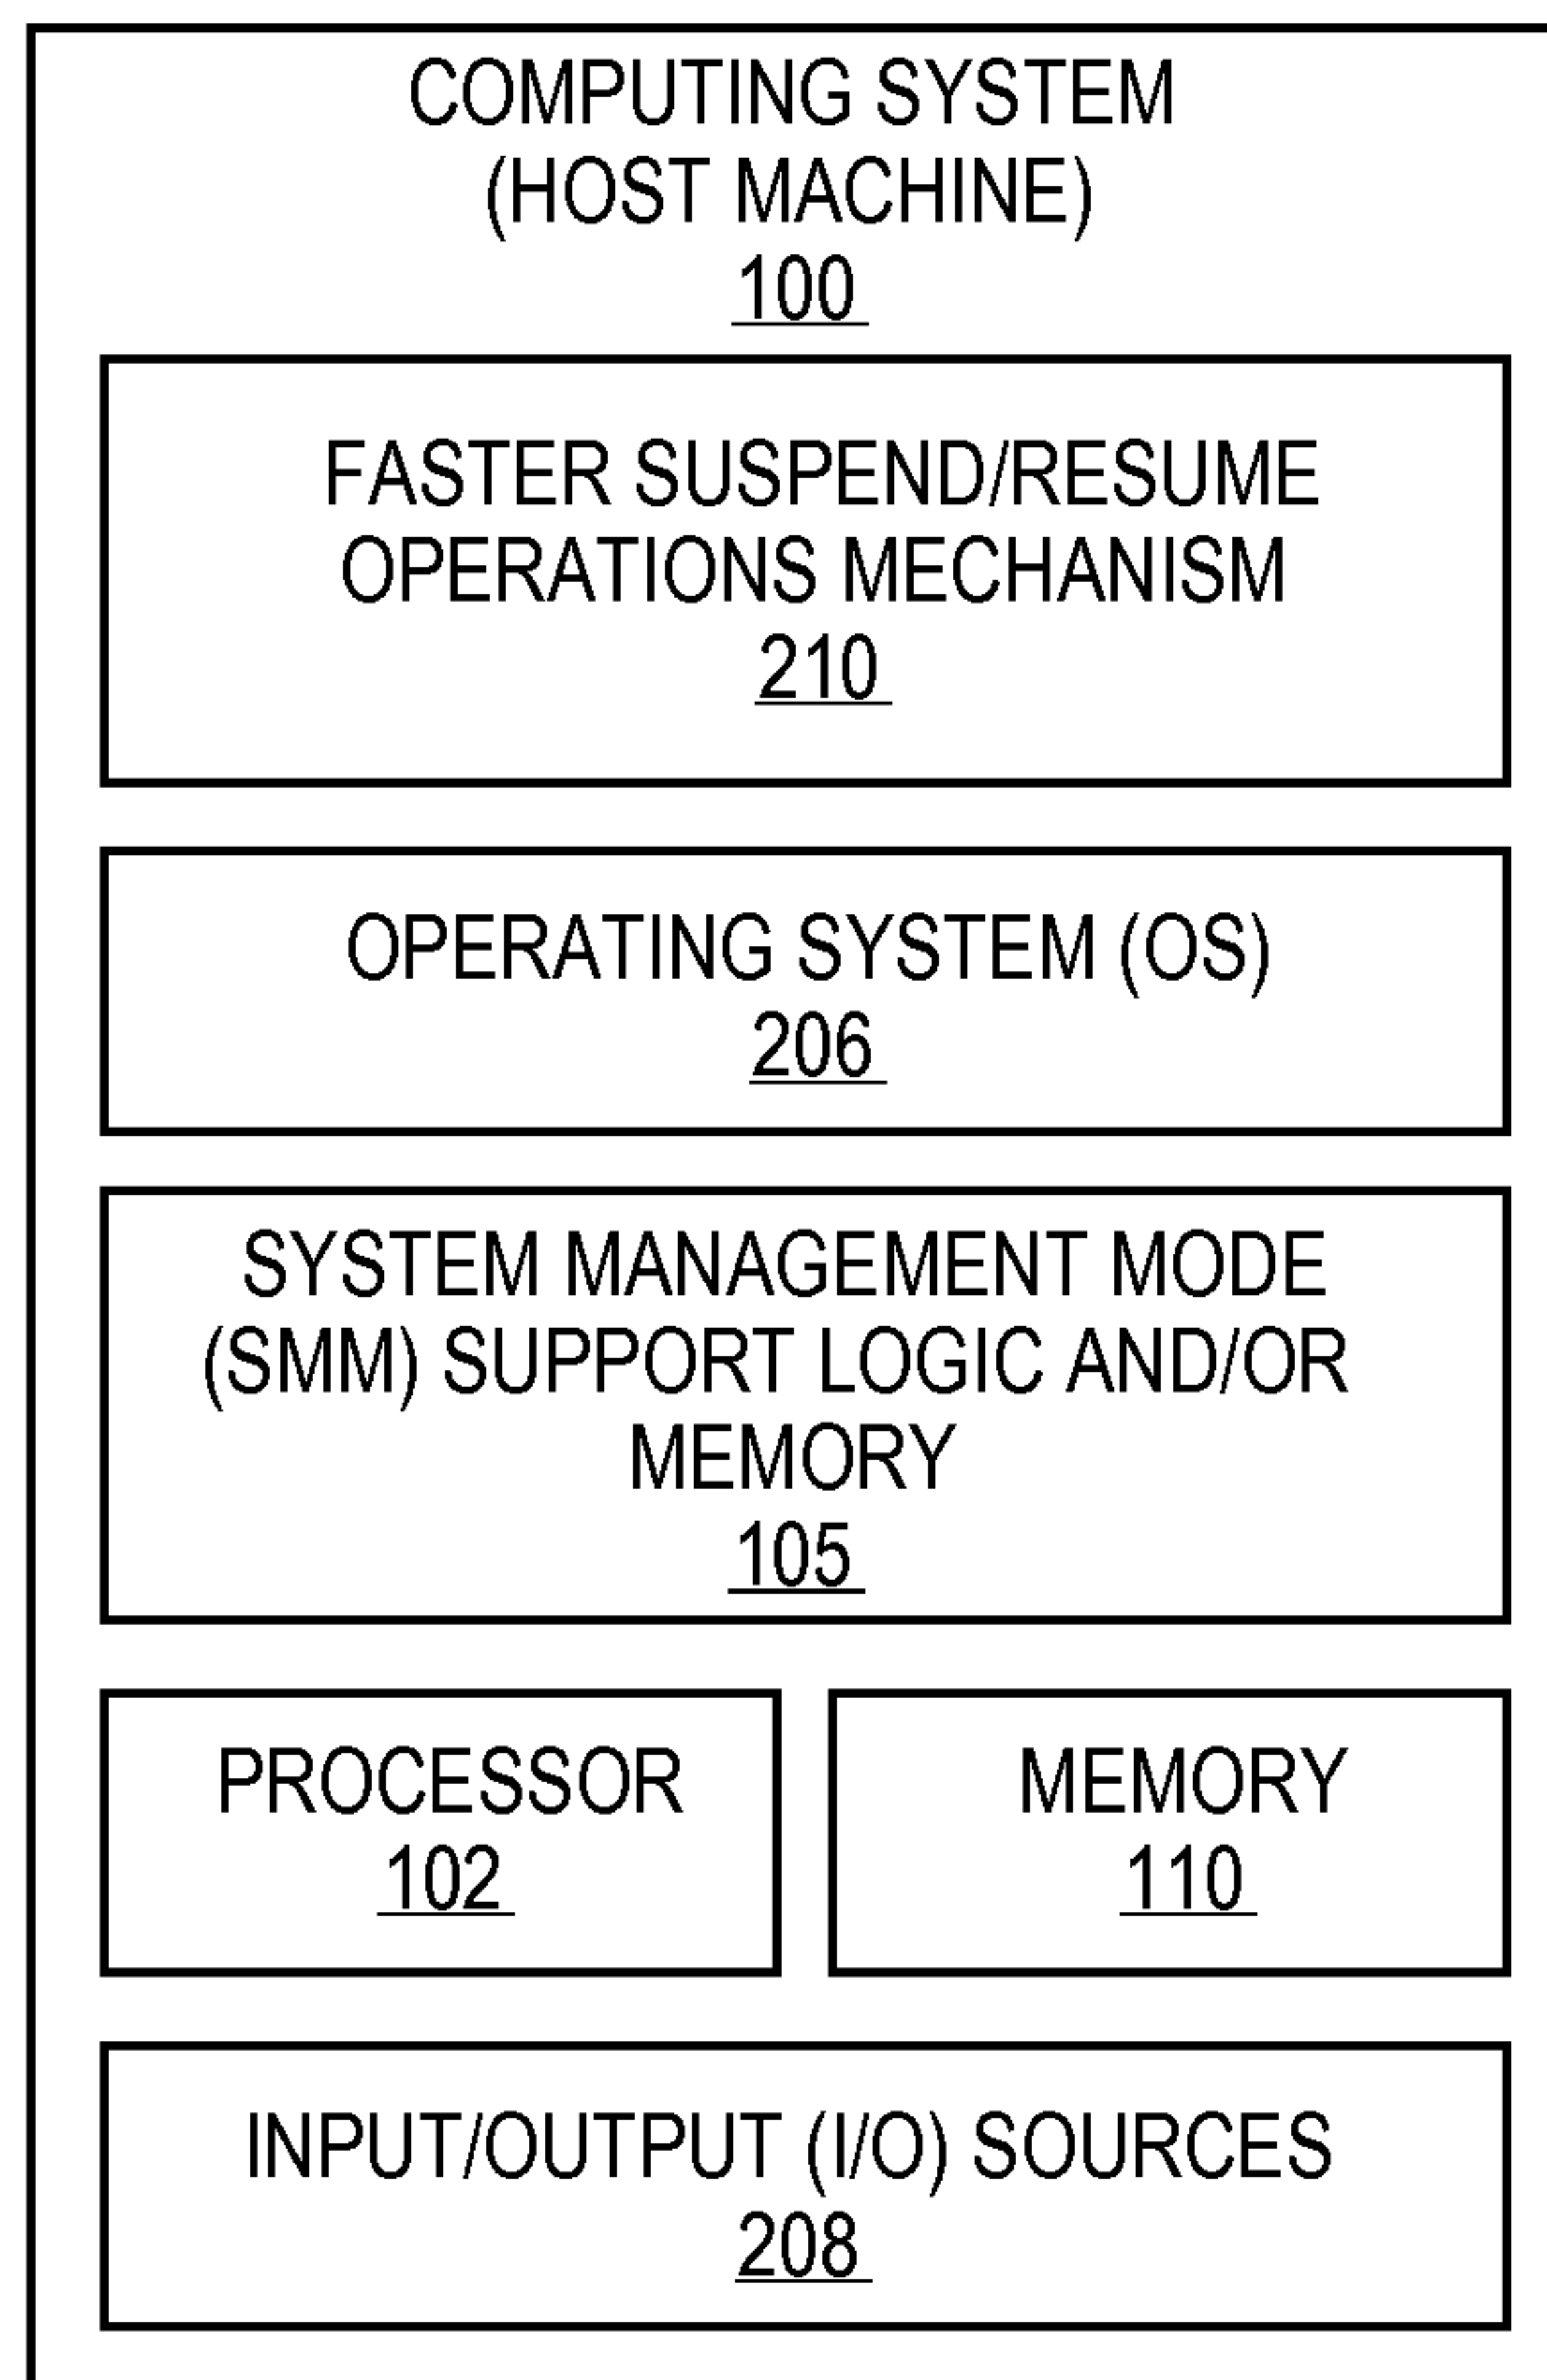 COMPUTING SYSTEM
(HOST MACHINE)
100
FASTER SUSPEND/RESUME
OPERATIONS MECHANISM
210
OPERATING SYSTEM (OS)
206
SYSTEM MANAGEMENT MODE
(SMM) SUPPORT LOGIC AND/OR
MEMORY
105
PROCESSOR
102
MEMORY
110
INPUT/OUTPUT (I/O) SOURCES
208